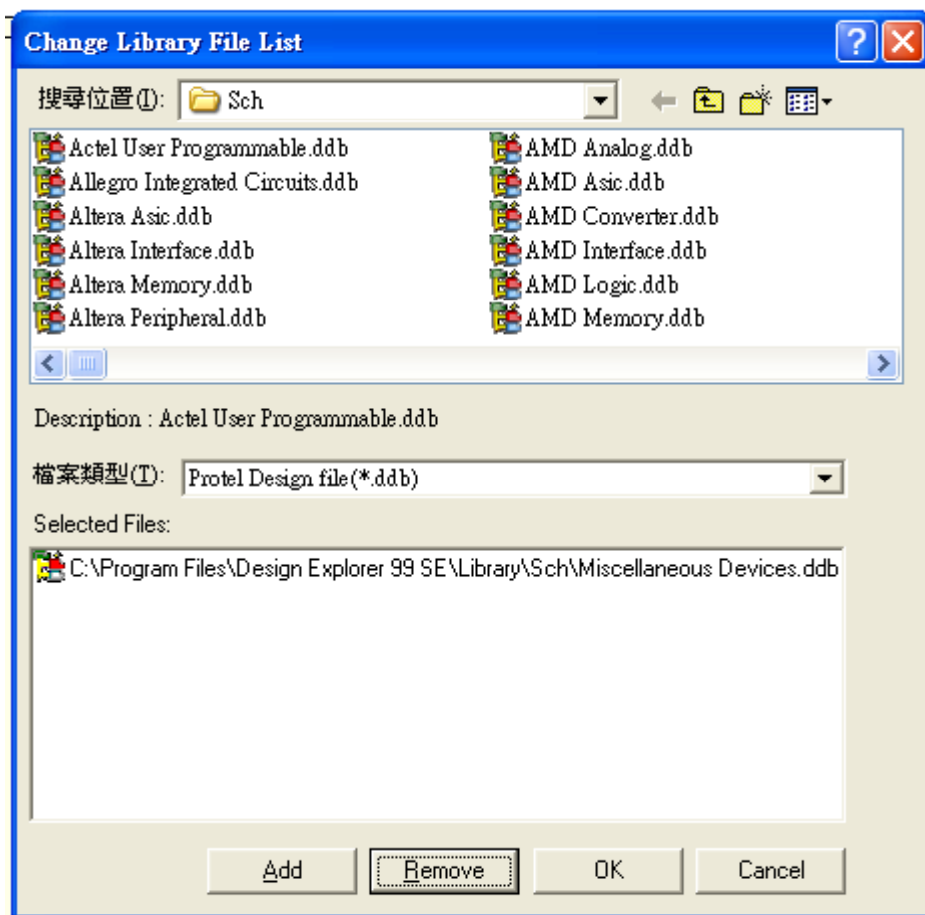 Change Library File List
搜尋位置(I): Sch
Actel User Programmable.ddb
Allegro Integrated Circuits.ddb
Altera Asic.ddb
Altera Interface.ddb
Altera Memory.ddb
Altera Peripheral.ddb
AMD Analog.ddb
AMD Asic.ddb
AMD Converter.ddb
AMD Interface.ddb
AMD Logic.ddb
AMD Memory.ddb
Description : Actel User Programmable.ddb
檔案類型(T): Protel Design file(*.ddb)
Selected Files:
C:\Program Files\Design Explorer 99 SE\Library\Sch\Miscellaneous Devices.ddb
Add Remove OK Cancel